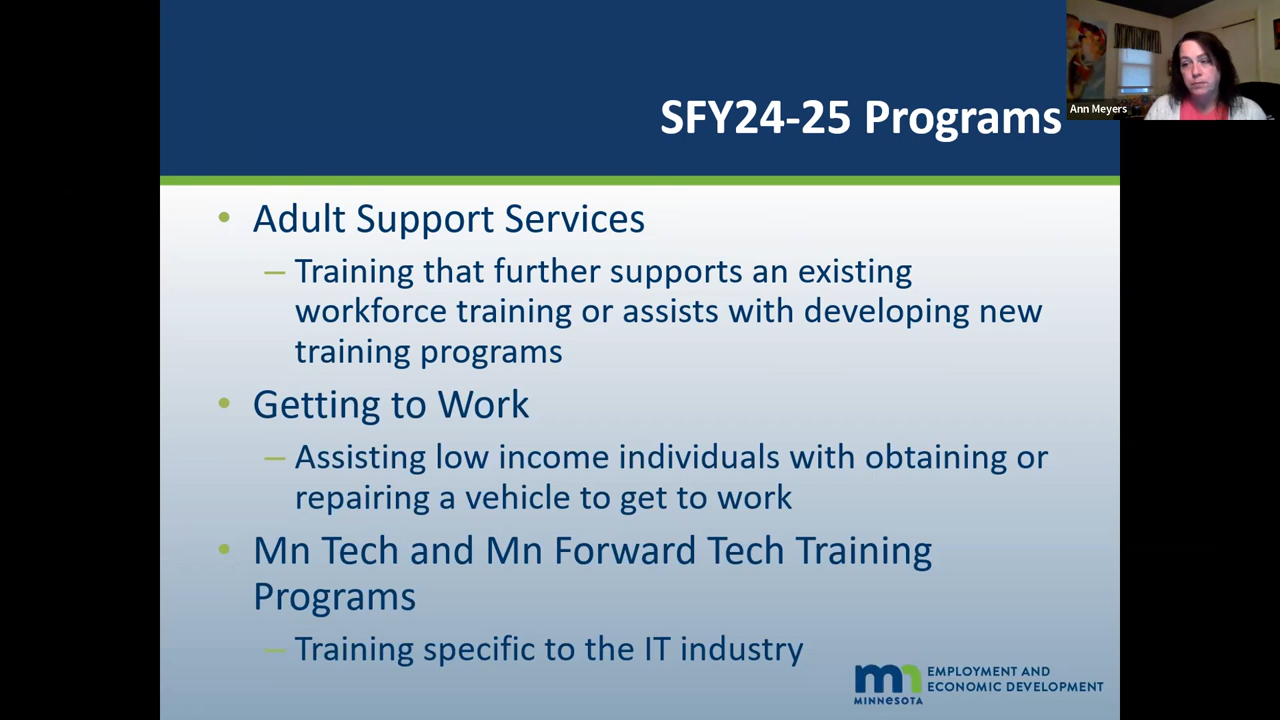 SFY24-25 Programs
Ann Meyers
• Adult Support Services
– Training that further supports an existing
workforce training or assists with developing new
training programs
• Getting to Work
– Assisting low income individuals with obtaining or
repairing a vehicle to get to work
• Mn Tech and Mn Forward Tech Training
Programs
– Training specific to the IT industry
mn EMPLOYMENT AND
ECONOMIC DEVELOPMENT
MINNESOTA